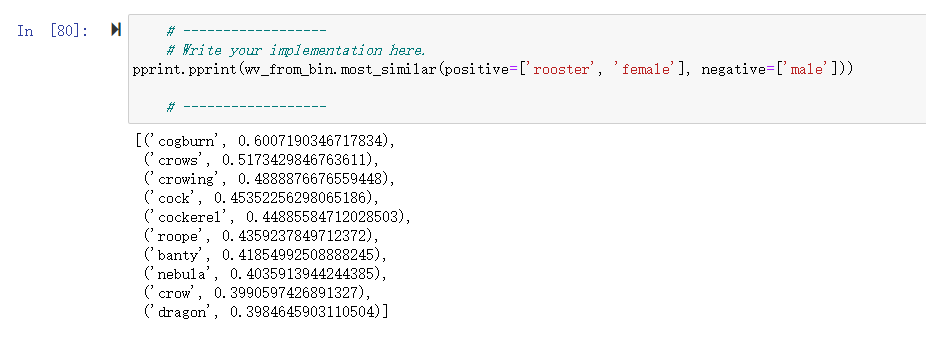 In [80]:
# ------------------
# Write your implementation here.
pprint.pprint(wv_from_bin.most_similar(positive=['rooster', 'female'], negative=['male']))
# ------------------
[('cogburn', 0.6007190346717834),
('crows', 0.5173429846763611),
('crowing', 0.4888876676559448),
('cock', 0.45352256298065186),
('cockerel', 0.44885584712028503),
('roope', 0.4359237849712372),
('banty', 0.41854992508888245),
('nebula', 0.4035913944244385),
('crow', 0.3990597426891327),
('dragon', 0.3984645903110504)]